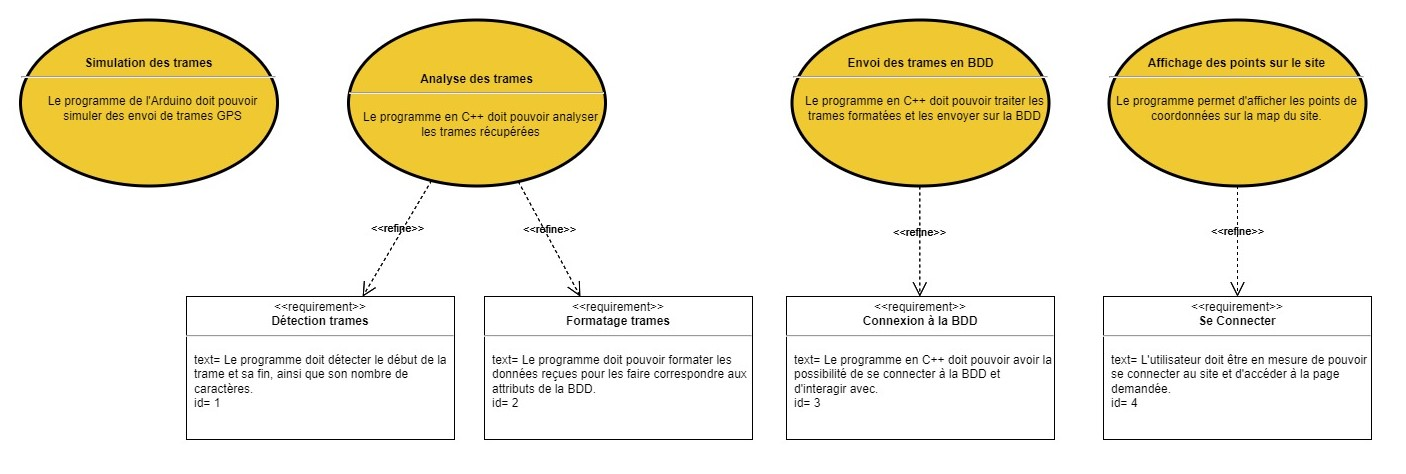 Simulation des trames
Le programme de l'Arduino doit pouvoir
simuler des envoi de trames GPS
Analyse des trames
Le programme en C++ doit pouvoir analyser
les trames récupérées
Envoi des trames en BDD
Le programme en C++ doit pouvoir traiter les
trames formatées et les envoyer sur la BDD
Affichage des points sur le site
Le programme permet d'afficher les points de
coordonnées sur la map du site.
<<refine>>
<<refine>>
<<refine>>
<<refine>>
<<requirement>>
Détection trames
text= Le programme doit détecter le début de la
trame et sa fin, ainsi que son nombre de
caractères.
id= 1
<<requirement>>
Formatage trames
text= Le programme doit pouvoir formater les
données reçues pour les faire correspondre aux
attributs de la BDD.
id= 2
<<requirement>>
Connexion à la BDD
text= Le programme en C++ doit pouvoir avoir la
possibilité de se connecter à la BDD et
d'interagir avec.
id= 3
<<requirement>>
Se Connecter
text= L'utilisateur doit être en mesure de pouvoir
se connecter au site et d'accéder à la page
demandée.
id= 4